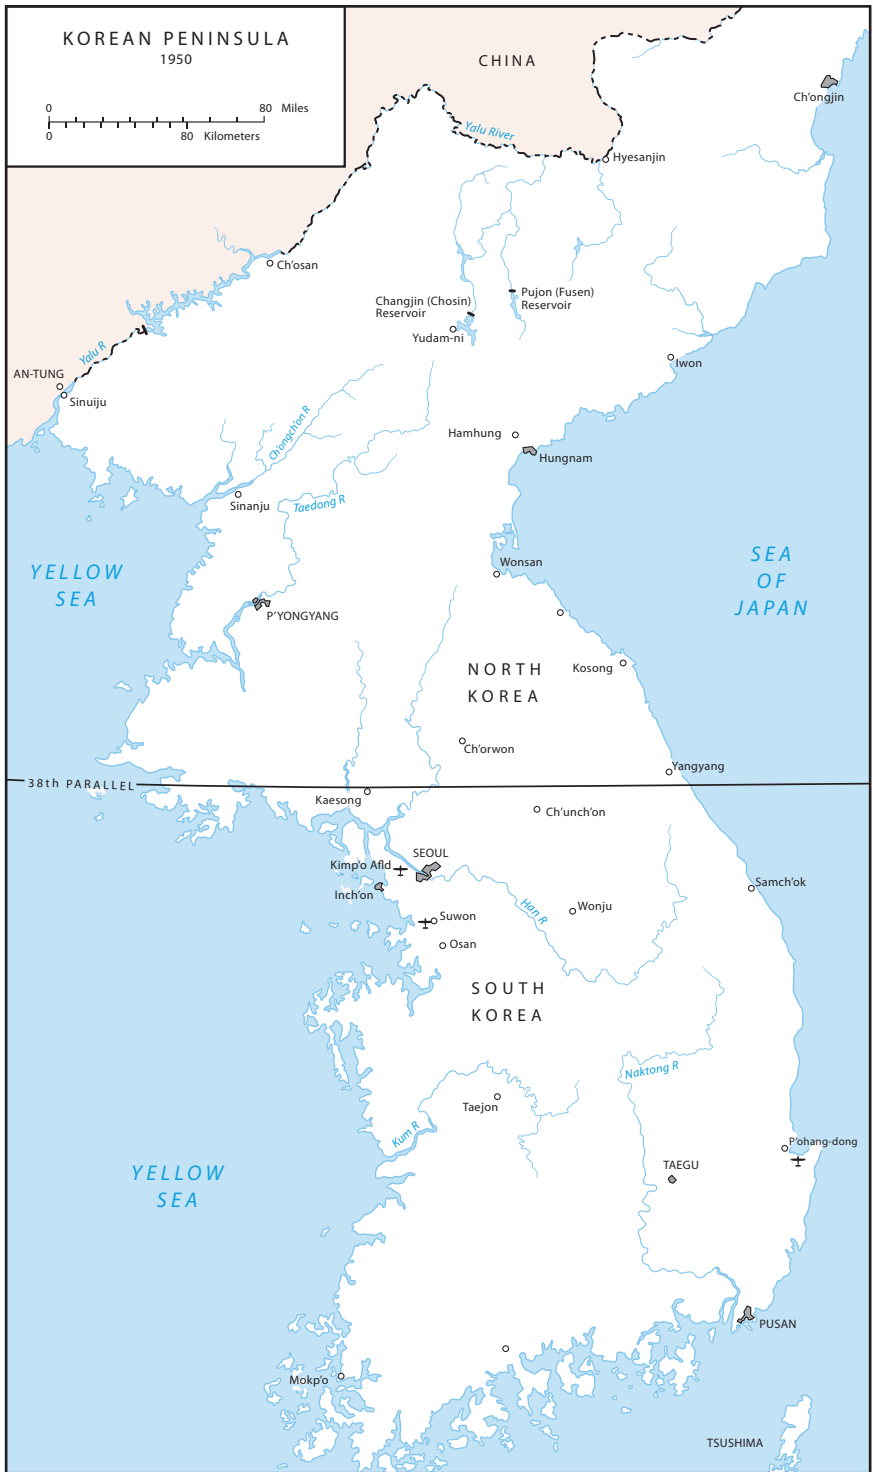 KOREAN PENINSULA
1950
0 80 Miles
0 80 Kilometers
CHINA
Ch'ongjin
Yalu River
Hyesanjin
Ch'osan
Changjin (Chosin)
Reservoir
Pujon (Fusen)
Reservoir
Yudam-ni
Yalu R
AN-TUNG
Sinuiju
Iwon
Ch'ongch'on R
Hamhung
Hungnam
Sinanju
Taedong R
YELLOW
SEA
SEA
OF
JAPAN
Wonsan
P'YONGYANG
NORTH
KOREA
Kosong
Ch'orwon
Yangyang
38th PARALLEL
Kaesong
Ch'unch'on
SEOUL
Kimp'o Afld
Inch'on
Samch'ok
Han R
Wonju
Suwon
Osan
SOUTH
KOREA
Naktong R
Taejon
Kum R
P'ohang-dong
YELLOW
SEA
TAEGU
PUSAN
Mokp'o
TSUSHIMA